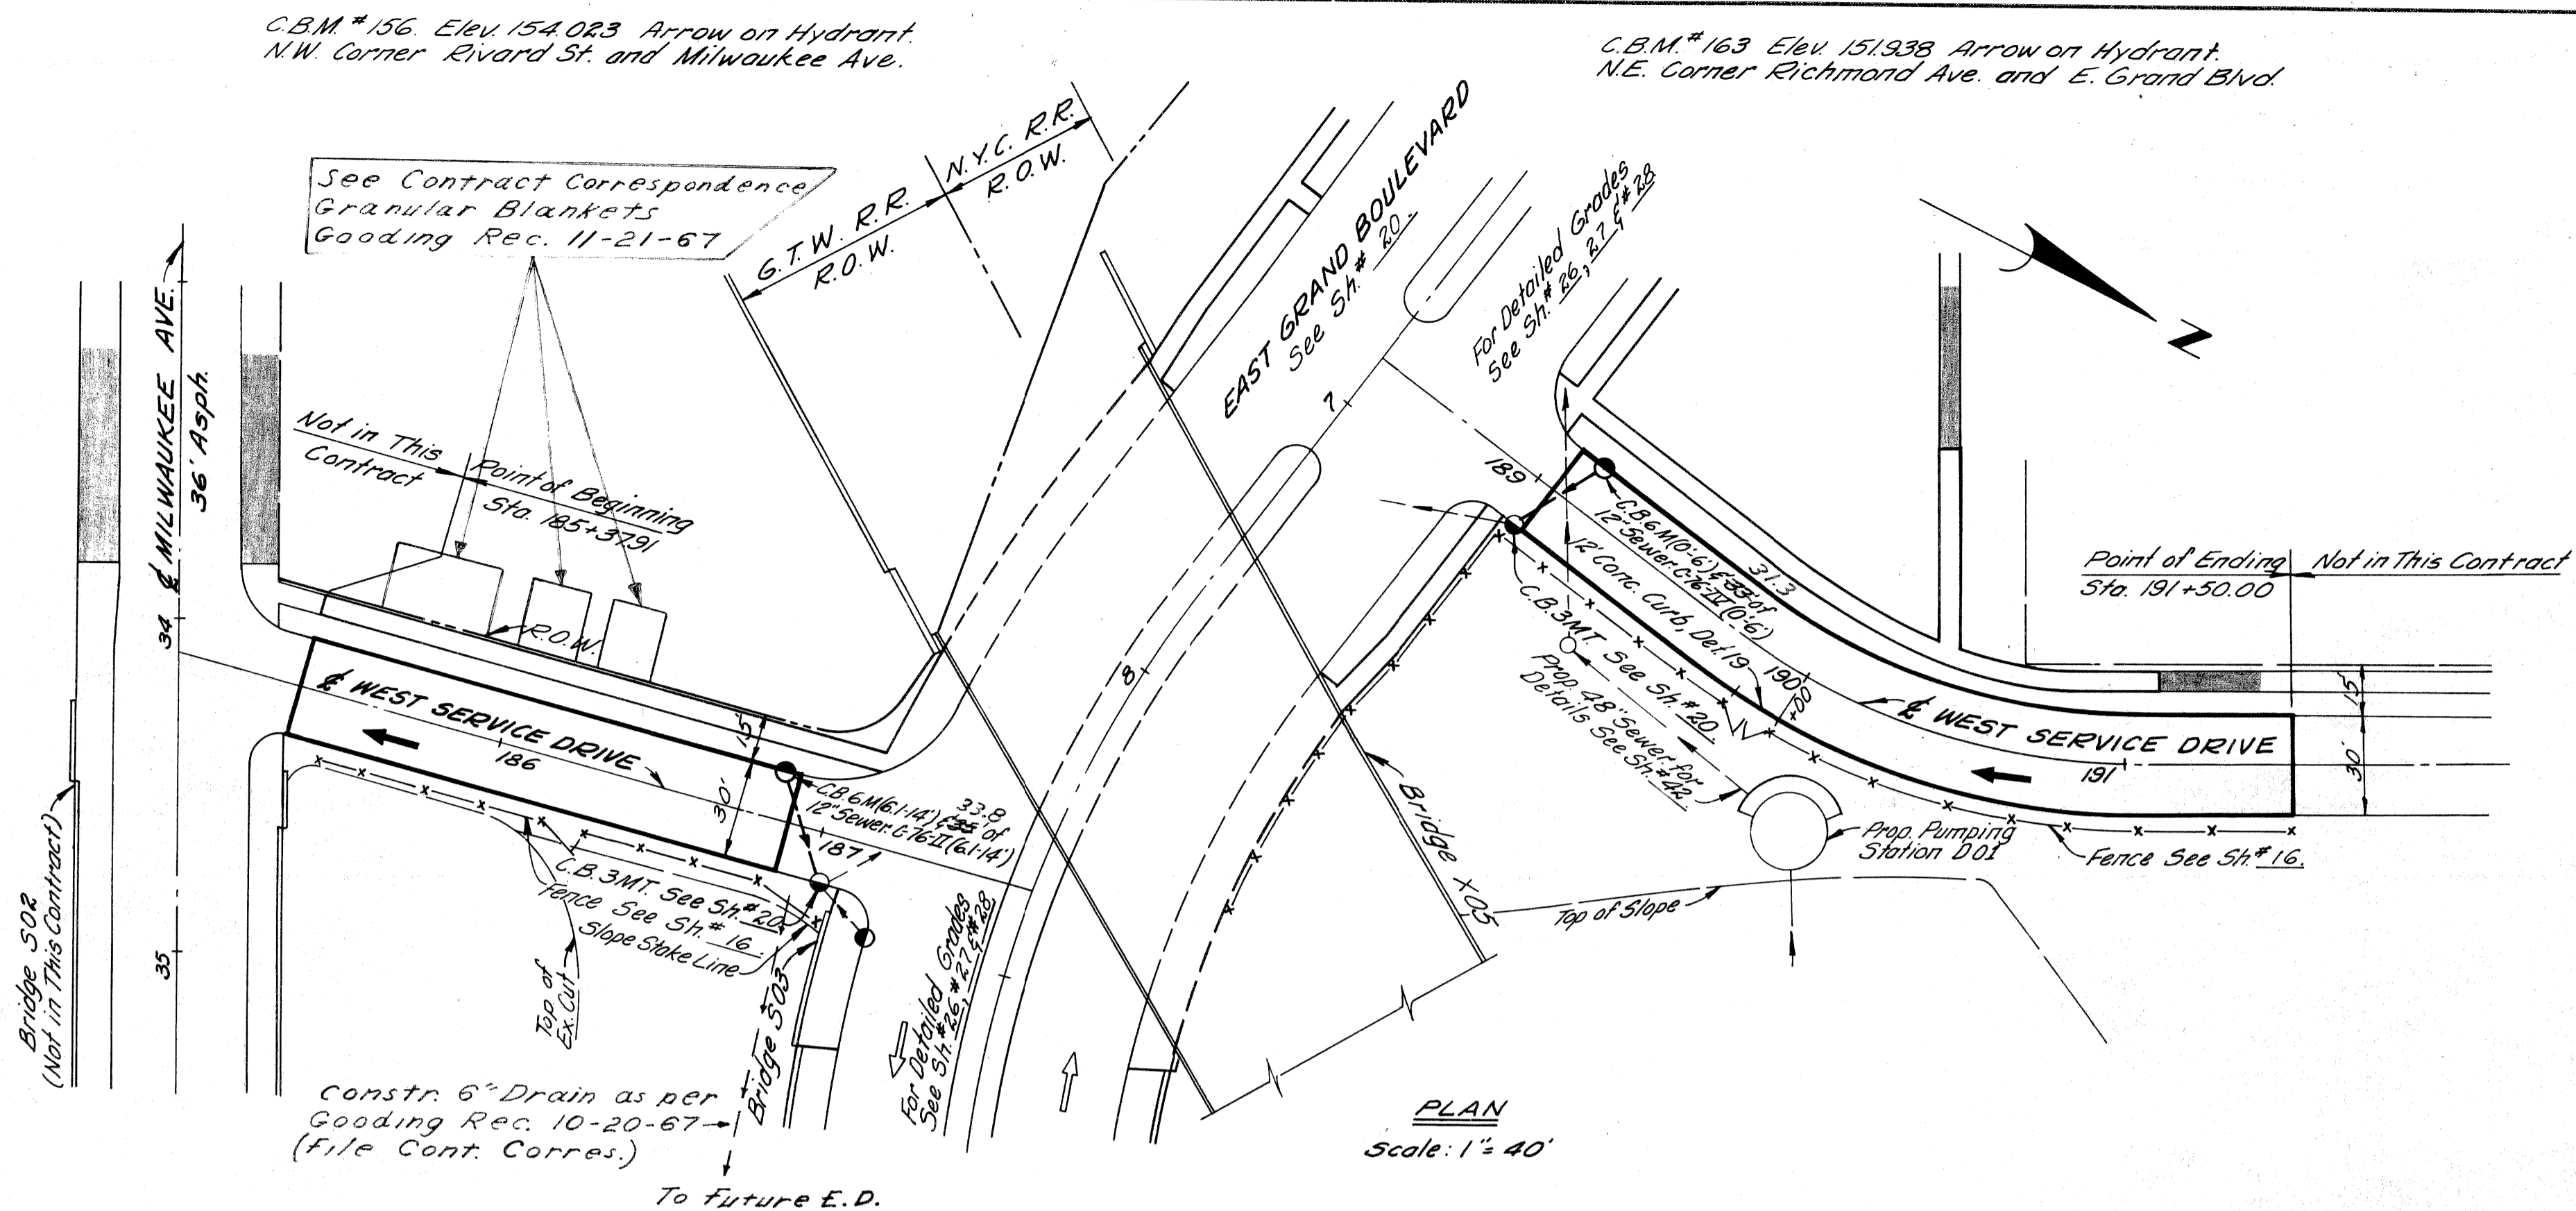 C.B.M. #156. Elev. 154.023 Arrow on Hydrant.
N.W. Corner Rivard St. and Milwaukee Ave.
C.B.M. #163 Elev. 151.938 Arrow on Hydrant.
N.E. Corner Richmond Ave. and E. Grand Blvd.
See Contract Correspondence
Granular Blankets
Gooding Rec. 11-21-67
G.T.W. R.R.
R.O.W.
N.Y.C. R.R.
R.O.W.
EAST GRAND BOULEVARD
See Sh. # 20.
For Detailed Grades
See Sh. # 26, 27, & #28
N
℄ MILWAUKEE AVE.
36' Asph.
34
35
Not in This
Contract
Point of Beginning
Sta. 185+37.91
R.O.W.
℄ WEST SERVICE DRIVE
186
187
15'
30'
C.B. 6M (6.1-14') & 35' of
33.8
12" Sewer. C-76-II (6.1-14')
C.B. 3MT. See Sh. #20
Fence See Sh. # 16.
Slope Stake Line
Top of
Ex. Cut
Bridge S02
(Not in This Contract)
Bridge S03
Constr. 6" Drain as per
Gooding Rec. 10-20-67
(File Cont. Corres.)
To Future E.D.
For Detailed Grades
See Sh. #26 #27, & #28
7
8
189
C.B. 6M (0'-6') & 33' of
31.3
12" Sewer. C-76-IV (0'-6')
12' Conc. Curb, Det. 19
C.B. 3MT. See Sh. #20.
Prop. 48" Sewer for
Details See Sh. #42.
190
+00
℄ WEST SERVICE DRIVE
191
Point of Ending
Sta. 191+50.00
Not in This Contract
15'
30'
Prop. Pumping
Station D01
Fence See Sh. # 16.
Top of Slope
Bridge X05
PLAN
Scale: 1" = 40'